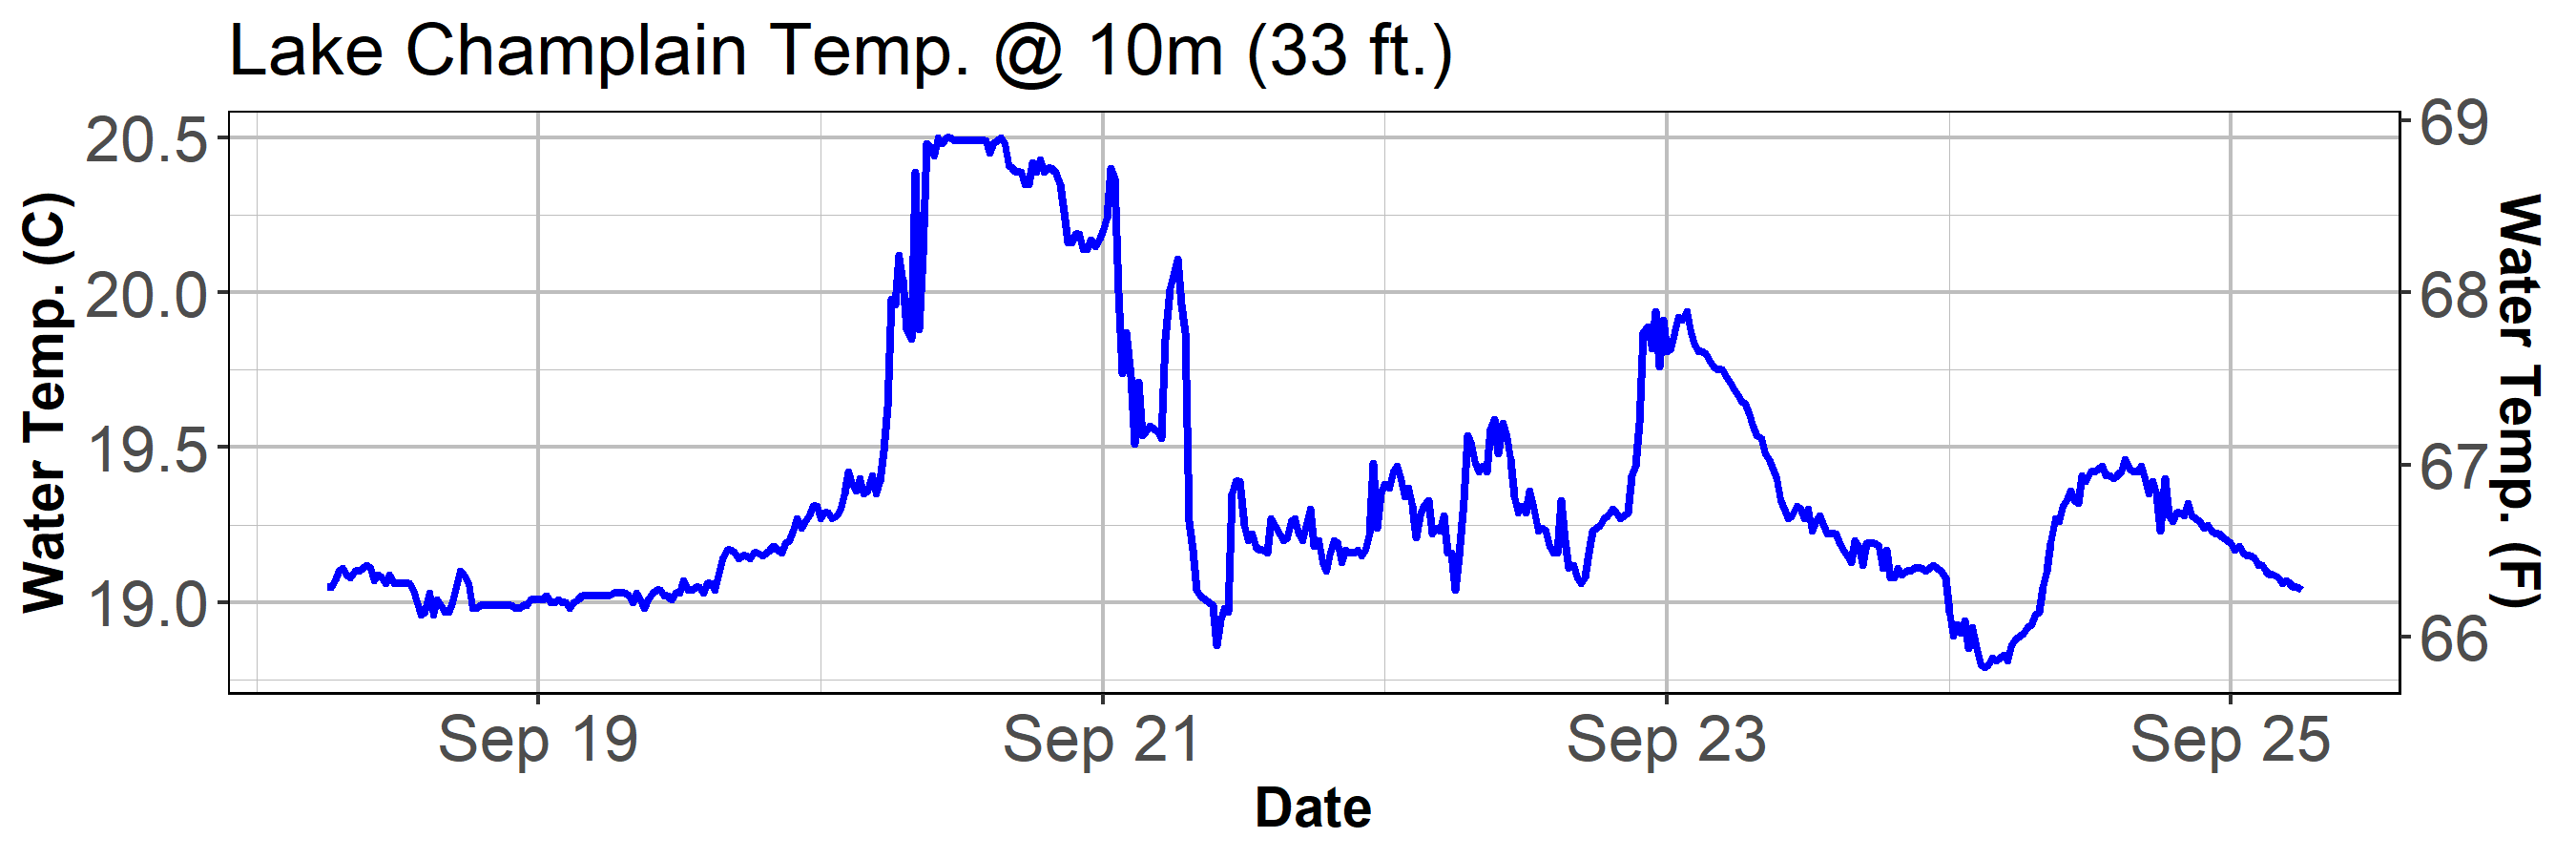 Lake Champlain Temp. @ 10m (33 ft.)
Water Temp. (C)
20.5
20.0
19.5
19.0
69
68
67
66
Water Temp. (F)
Sep 19
Sep 21
Sep 23
Sep 25
Date